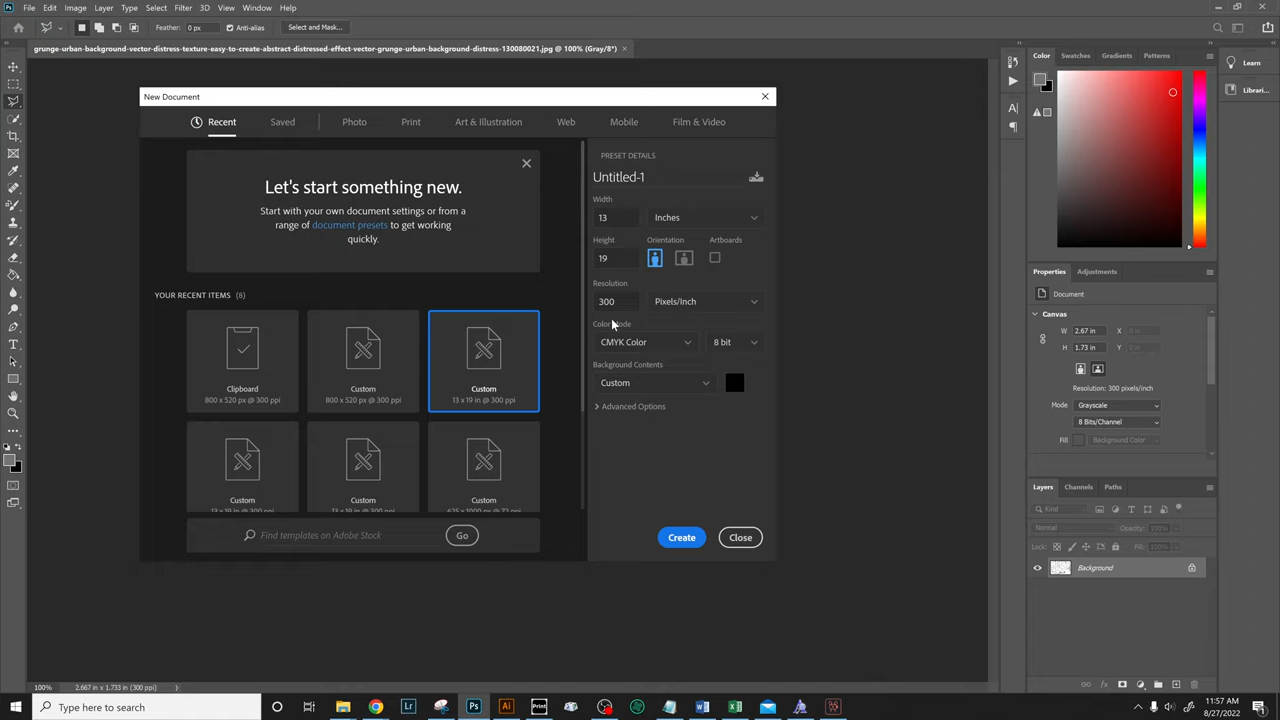 File Edit Image Layer Type Select Filter 3D View Window Help
Feather: 0 px Anti-alias Select and Mask...
grunge-urban-background-vector-distress-texture-easy-to-create-abstract-distressed-effect-vector-grunge-urban-background-distress-130080021.jpg @ 100% (Gray/8*) ×
New Document
Recent Saved Photo Print Art & Illustration Web Mobile Film & Video
Let's start something new.
Start with your own document settings or from a
range of document presets to get working
quickly.
YOUR RECENT ITEMS (8)
Clipboard
800 x 520 px @ 300 ppi
Custom
800 x 520 px @ 300 ppi
Custom
13 x 19 in @ 300 ppi
Custom
13 x 19 in @ 300 ppi
Custom
13 x 19 in @ 300 ppi
Custom
625 x 1000 px @ 72 ppi
Find templates on Adobe Stock Go
PRESET DETAILS
Untitled-1
Width
13 Inches
Height Orientation Artboards
19
Resolution
300 Pixels/Inch
Color Mode
CMYK Color 8 bit
Background Contents
Custom
Advanced Options
Create Close
Color Swatches Gradients Patterns
Learn
Librari...
Properties Adjustments
Document
Canvas
W 2.67 in X 0 in
H 1.73 in Y 0 in
Resolution: 300 pixels/inch
Mode Grayscale
8 Bits/Channel
Fill Background Color
Layers Channels Paths
Kind
Normal Opacity: 100%
Lock: Fill: 100%
Background
100% 2.667 in x 1.733 in (300 ppi)
Type here to search
Lr Ps Ai Print
11:57 AM
8/27/2022